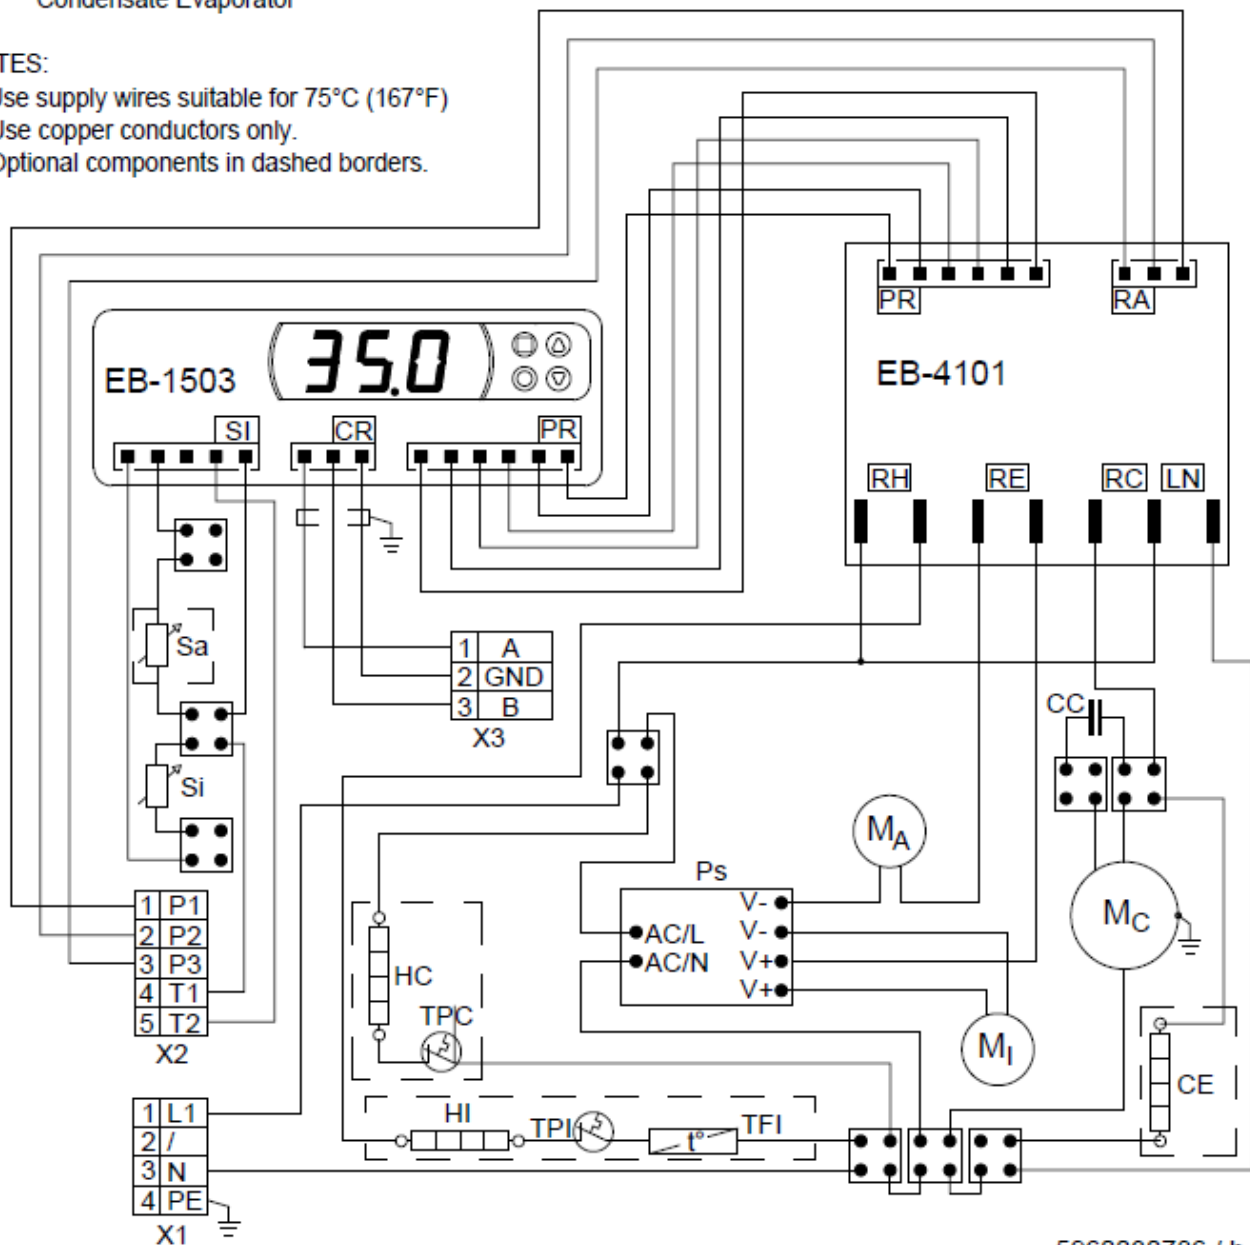 Condensate Evaporator
TES:
Use supply wires suitable for 75°C (167°F)
Use copper conductors only.
Optional components in dashed borders.
PR
RA
EB-1503
35.0
EB-4101
SI
CR
PR
RH
RE
RC
LN
Sa
1 A
2 GND
3 B
X3
CC
Si
MA
Ps
V-
AC/L
V-
AC/N
V+
V+
MC
1 P1
2 P2
3 P3
4 T1
5 T2
X2
HC
TPC
MI
CE
1 L1
2 /
3 N
4 PE
X1
HI
TPI
t°
TFI